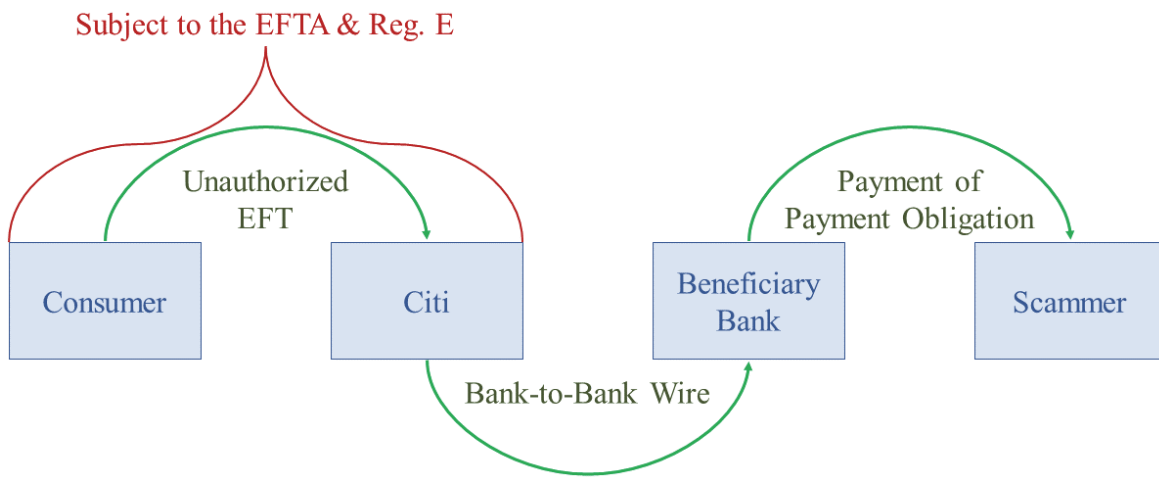 Subject to the EFTA & Reg. E
Unauthorized
EFT
Payment of
Payment Obligation
Consumer
Citi
Beneficiary
Bank
Scammer
Bank-to-Bank Wire